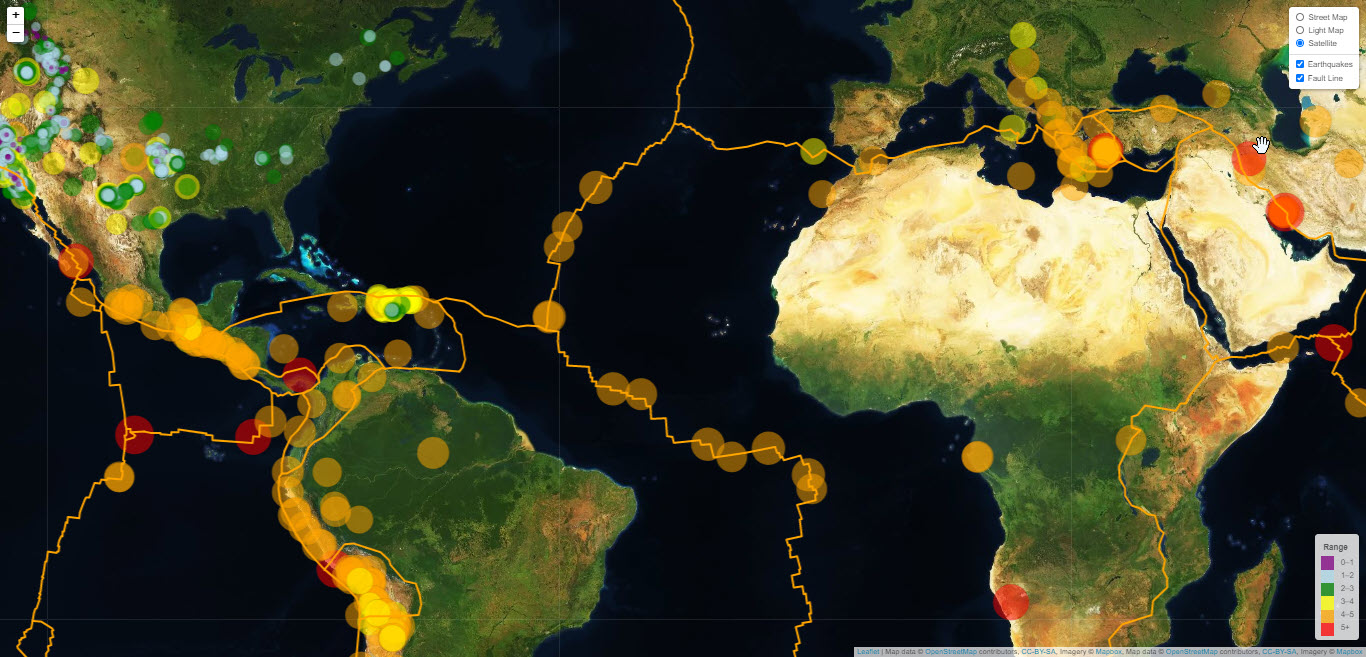 +
−
Street Map
Light Map
Satellite
Earthquakes
Fault Line
Range
0–1
1–2
2–3
3–4
4–5
5+
Leaflet | Map data © OpenStreetMap contributors, CC-BY-SA, Imagery © Mapbox, Map data © OpenStreetMap contributors, CC-BY-SA, Imagery © Mapbox